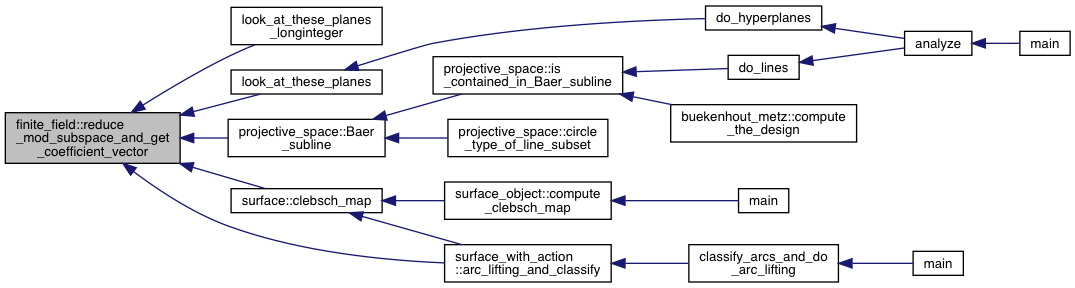 look_at_these_planes
_longinteger
do_hyperplanes
analyze
main
look_at_these_planes
projective_space::is
_contained_in_Baer_subline
do_lines
finite_field::reduce
_mod_subspace_and_get
_coefficient_vector
projective_space::Baer
_subline
projective_space::circle
_type_of_line_subset
buekenhout_metz::compute
_the_design
surface::clebsch_map
surface_object::compute
_clebsch_map
main
surface_with_action
::arc_lifting_and_classify
classify_arcs_and_do
_arc_lifting
main